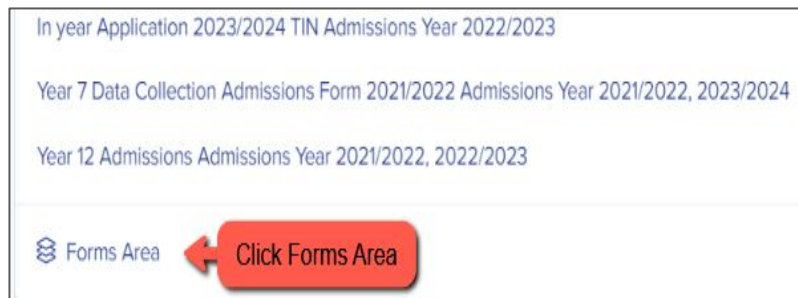 In year Application 2023/2024 TIN Admissions Year 2022/2023
Year 7 Data Collection Admissions Form 2021/2022 Admissions Year 2021/2022, 2023/2024
Year 12 Admissions Admissions Year 2021/2022, 2022/2023
Forms Area Click Forms Area